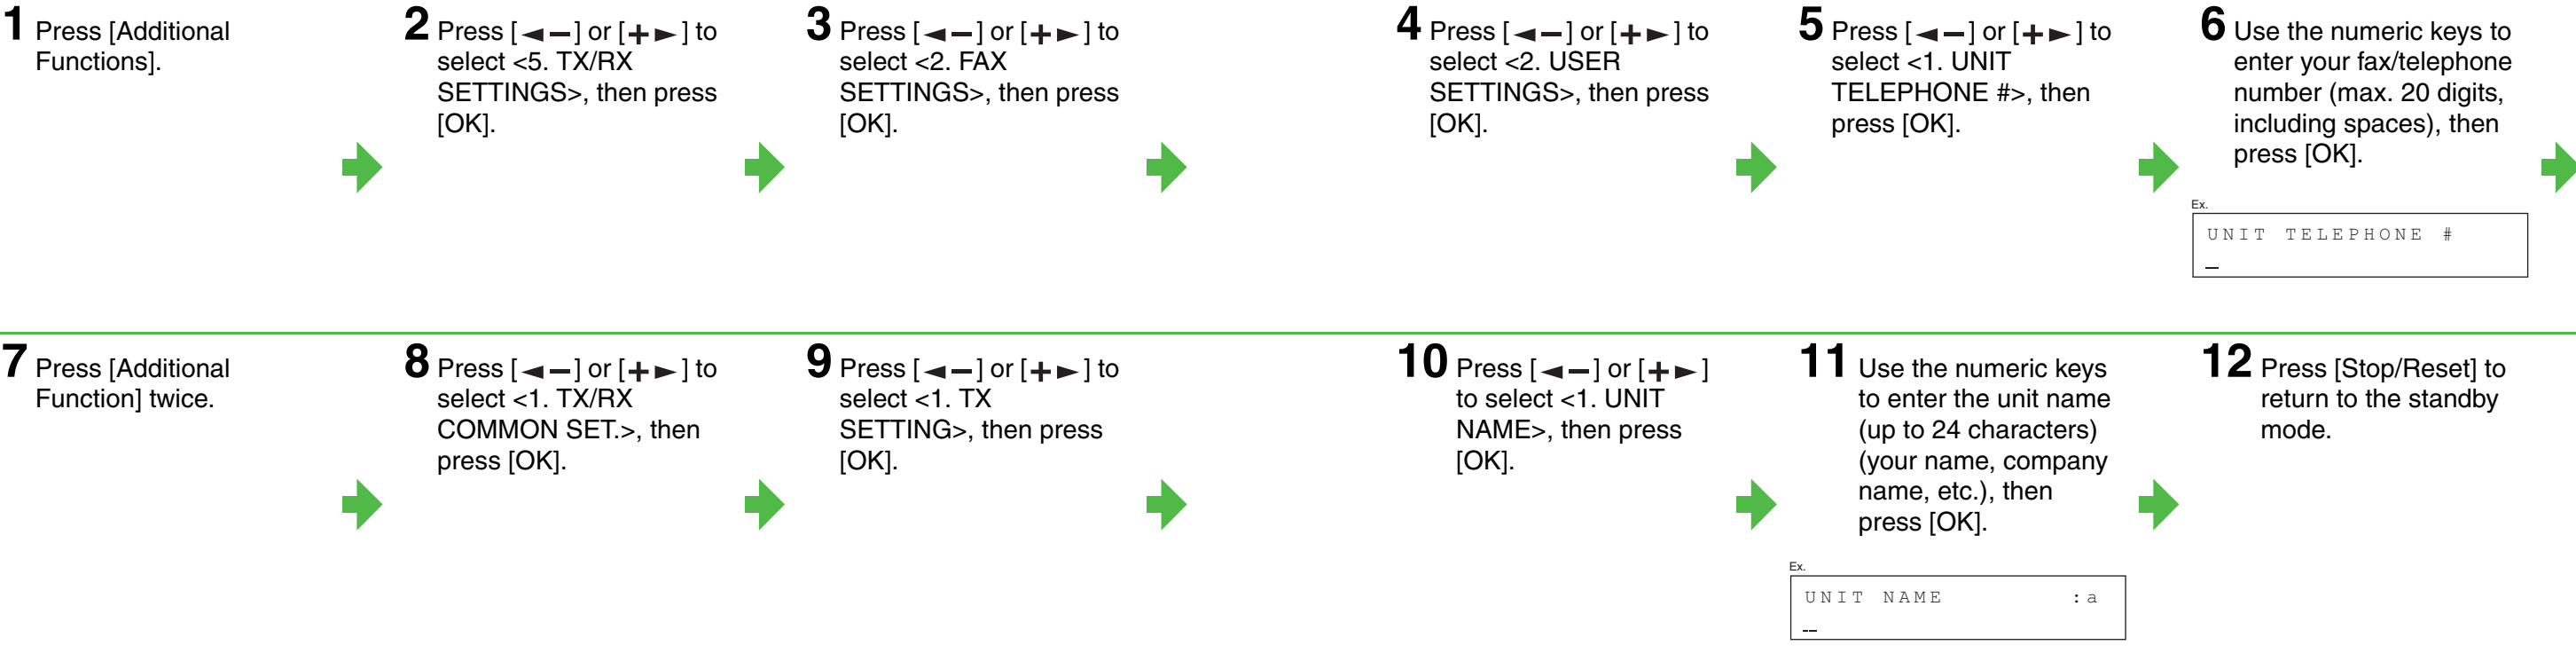 1 Press [Additional
Functions].
2 Press [◄−] or [+►] to
select <5. TX/RX
SETTINGS>, then press
[OK].
3 Press [◄−] or [+►] to
select <2. FAX
SETTINGS>, then press
[OK].
4 Press [◄−] or [+►] to
select <2. USER
SETTINGS>, then press
[OK].
5 Press [◄−] or [+►] to
select <1. UNIT
TELEPHONE #>, then
press [OK].
6 Use the numeric keys to
enter your fax/telephone
number (max. 20 digits,
including spaces), then
press [OK].
Ex.
UNIT TELEPHONE #
_
7 Press [Additional
Function] twice.
8 Press [◄−] or [+►] to
select <1. TX/RX
COMMON SET.>, then
press [OK].
9 Press [◄−] or [+►] to
select <1. TX
SETTING>, then press
[OK].
10 Press [◄−] or [+►]
to select <1. UNIT
NAME>, then press
[OK].
11 Use the numeric keys
to enter the unit name
(up to 24 characters)
(your name, company
name, etc.), then
press [OK].
Ex.
UNIT NAME :a
_
12 Press [Stop/Reset] to
return to the standby
mode.